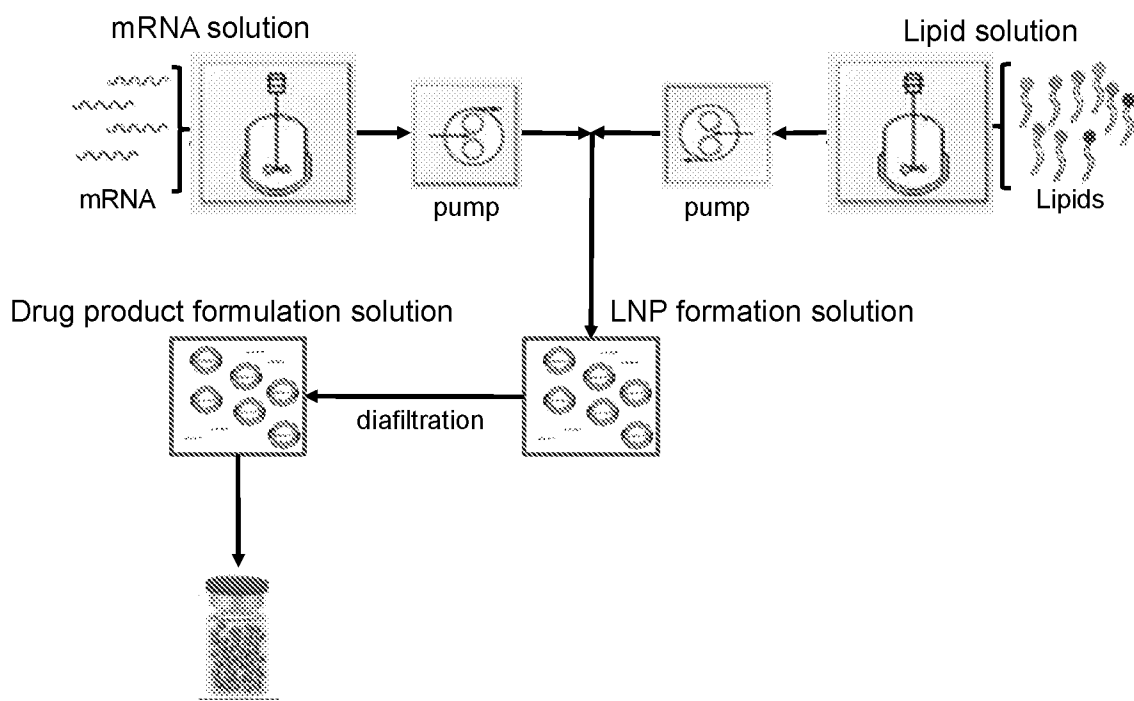 mRNA solution
Lipid solution
mRNA
pump
pump
Lipids
Drug product formulation solution
LNP formation solution
diafiltration